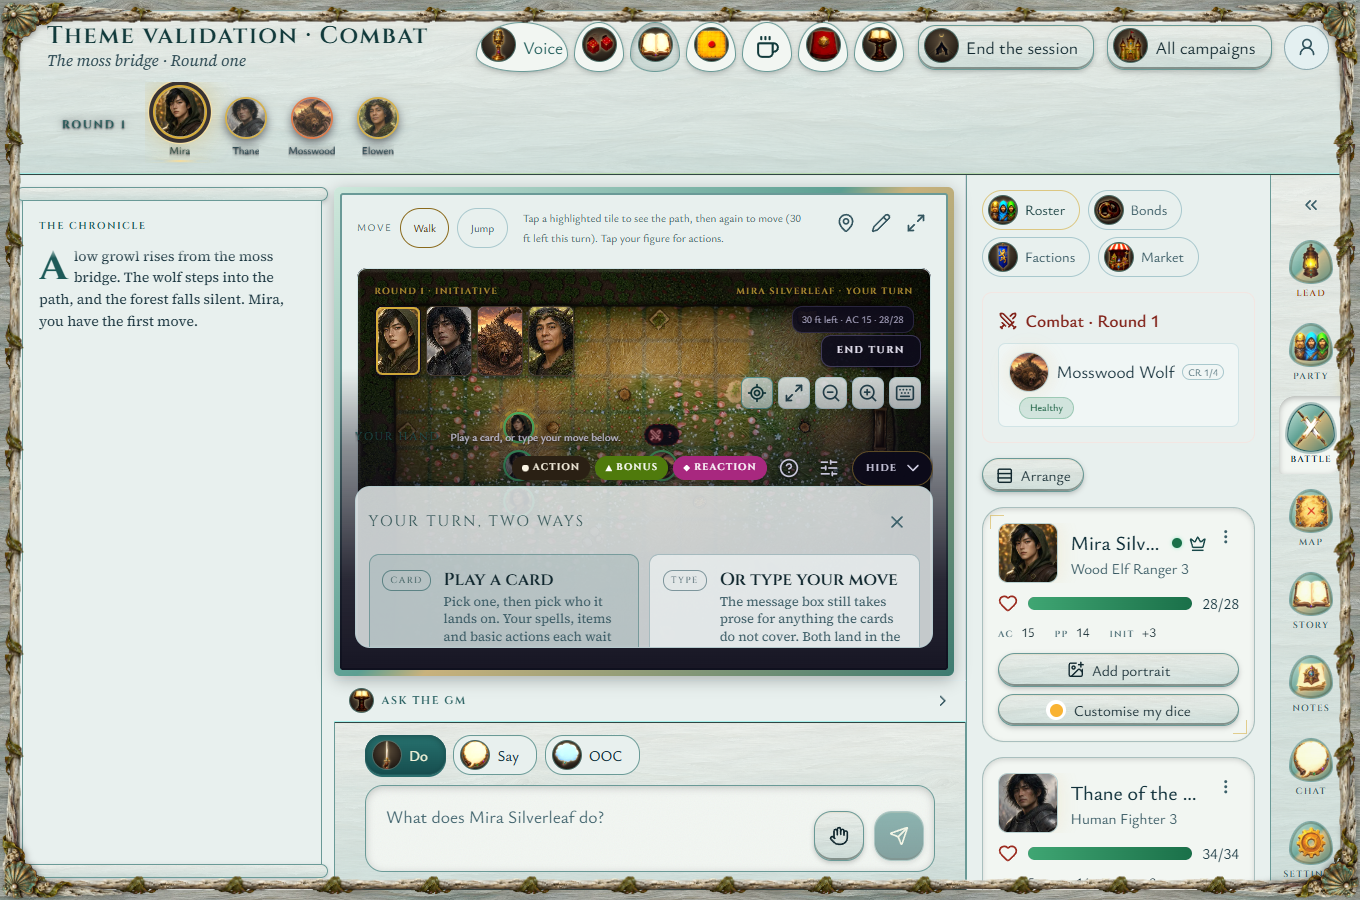 Theme validation · Combat
The moss bridge · Round one
Voice
End the session
All campaigns
ROUND 1
Mira
Thane
Mosswood
Elowen
THE CHRONICLE
A low growl rises from the moss
bridge. The wolf steps into the
path, and the forest falls silent. Mira,
you have the first move.
MOVE
Walk
Jump
Tap a highlighted tile to see the path, then again to move (30
ft left this turn). Tap your figure for actions.
ROUND 1 · INITIATIVE
MIRA SILVERLEAF · YOUR TURN
30 ft left · AC 15 · 28/28
END TURN
Play a card, or type your move below.
ACTION
BONUS
REACTION
HIDE
YOUR TURN, TWO WAYS
CARD
PLAY A CARD
Pick one, then pick who it
lands on. Your spells, items
and basic actions each wait
TYPE
OR TYPE YOUR MOVE
The message box still takes
prose for anything the cards
do not cover. Both land in the
ASK THE GM
Do
Say
OOC
What does Mira Silverleaf do?
Roster
Bonds
Factions
Market
Combat · Round 1
Mosswood Wolf
CR 1/4
Healthy
Arrange
Mira Silv...
Wood Elf Ranger 3
28/28
AC 15 PP 14 INIT +3
Add portrait
Customise my dice
Thane of the ...
Human Fighter 3
34/34
LEAD
PARTY
BATTLE
MAP
STORY
NOTES
CHAT